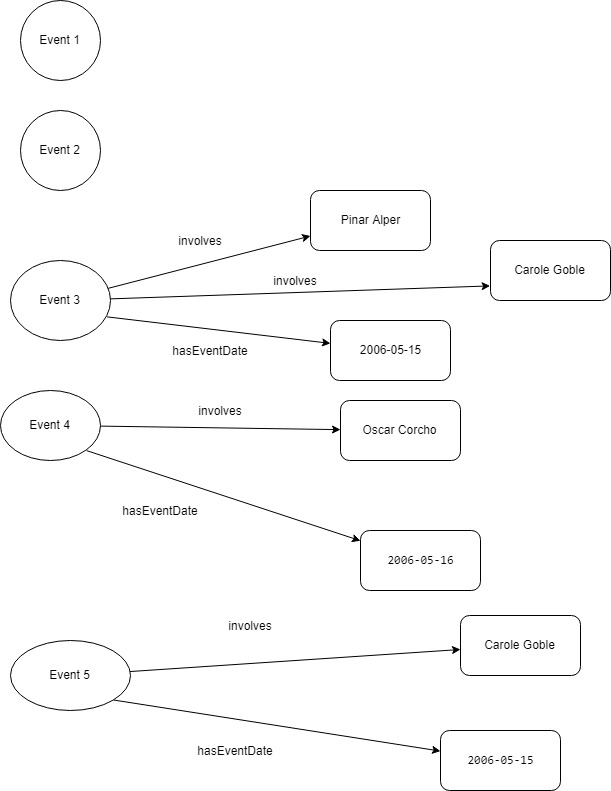 Event 1
Event 2
Pinar Alper
involves
Carole Goble
involves
Event 3
2006-05-15
hasEventDate
involves
Event 4
Oscar Corcho
hasEventDate
2006-05-16
involves
Carole Goble
Event 5
hasEventDate
2006-05-15